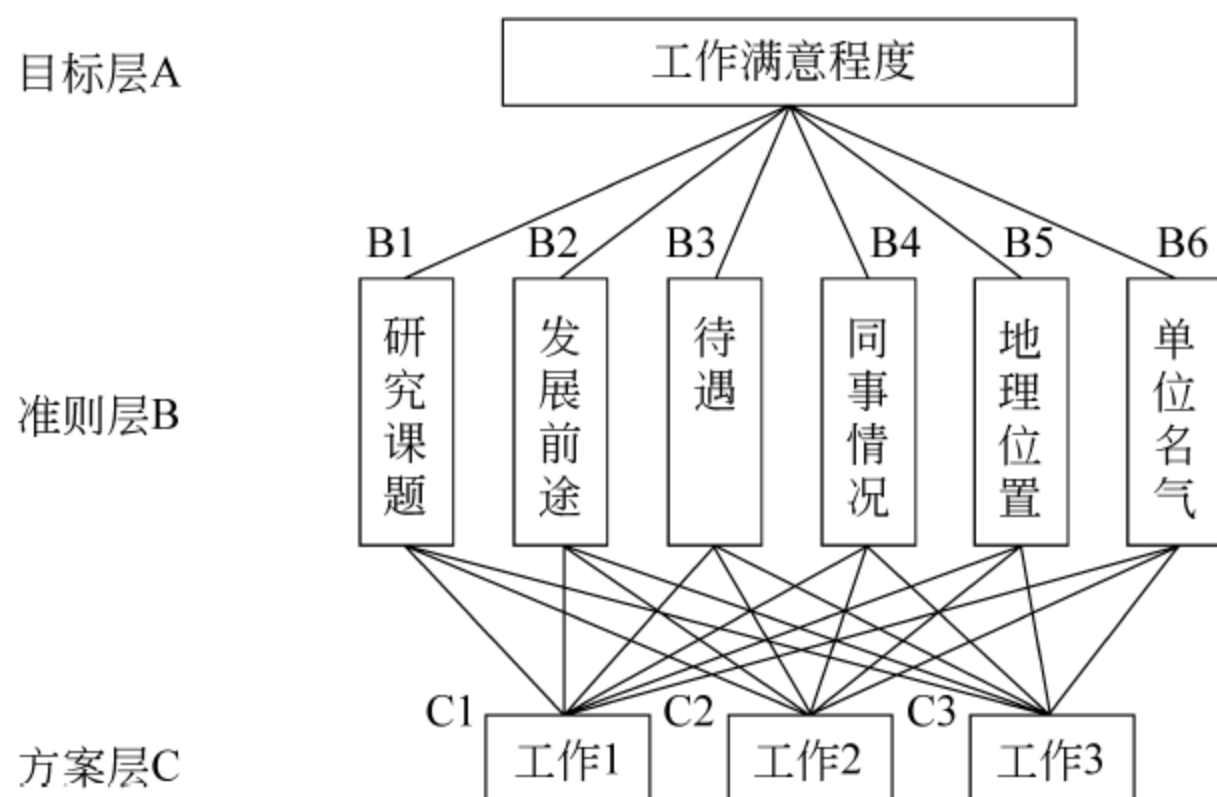 目标层A
工作满意程度
B1
B2
B3
B4
B5
B6
准则层B
研究课题
发展前途
待遇
同事情况
地理位置
单位名气
C1
C2
C3
方案层C
工作1
工作2
工作3